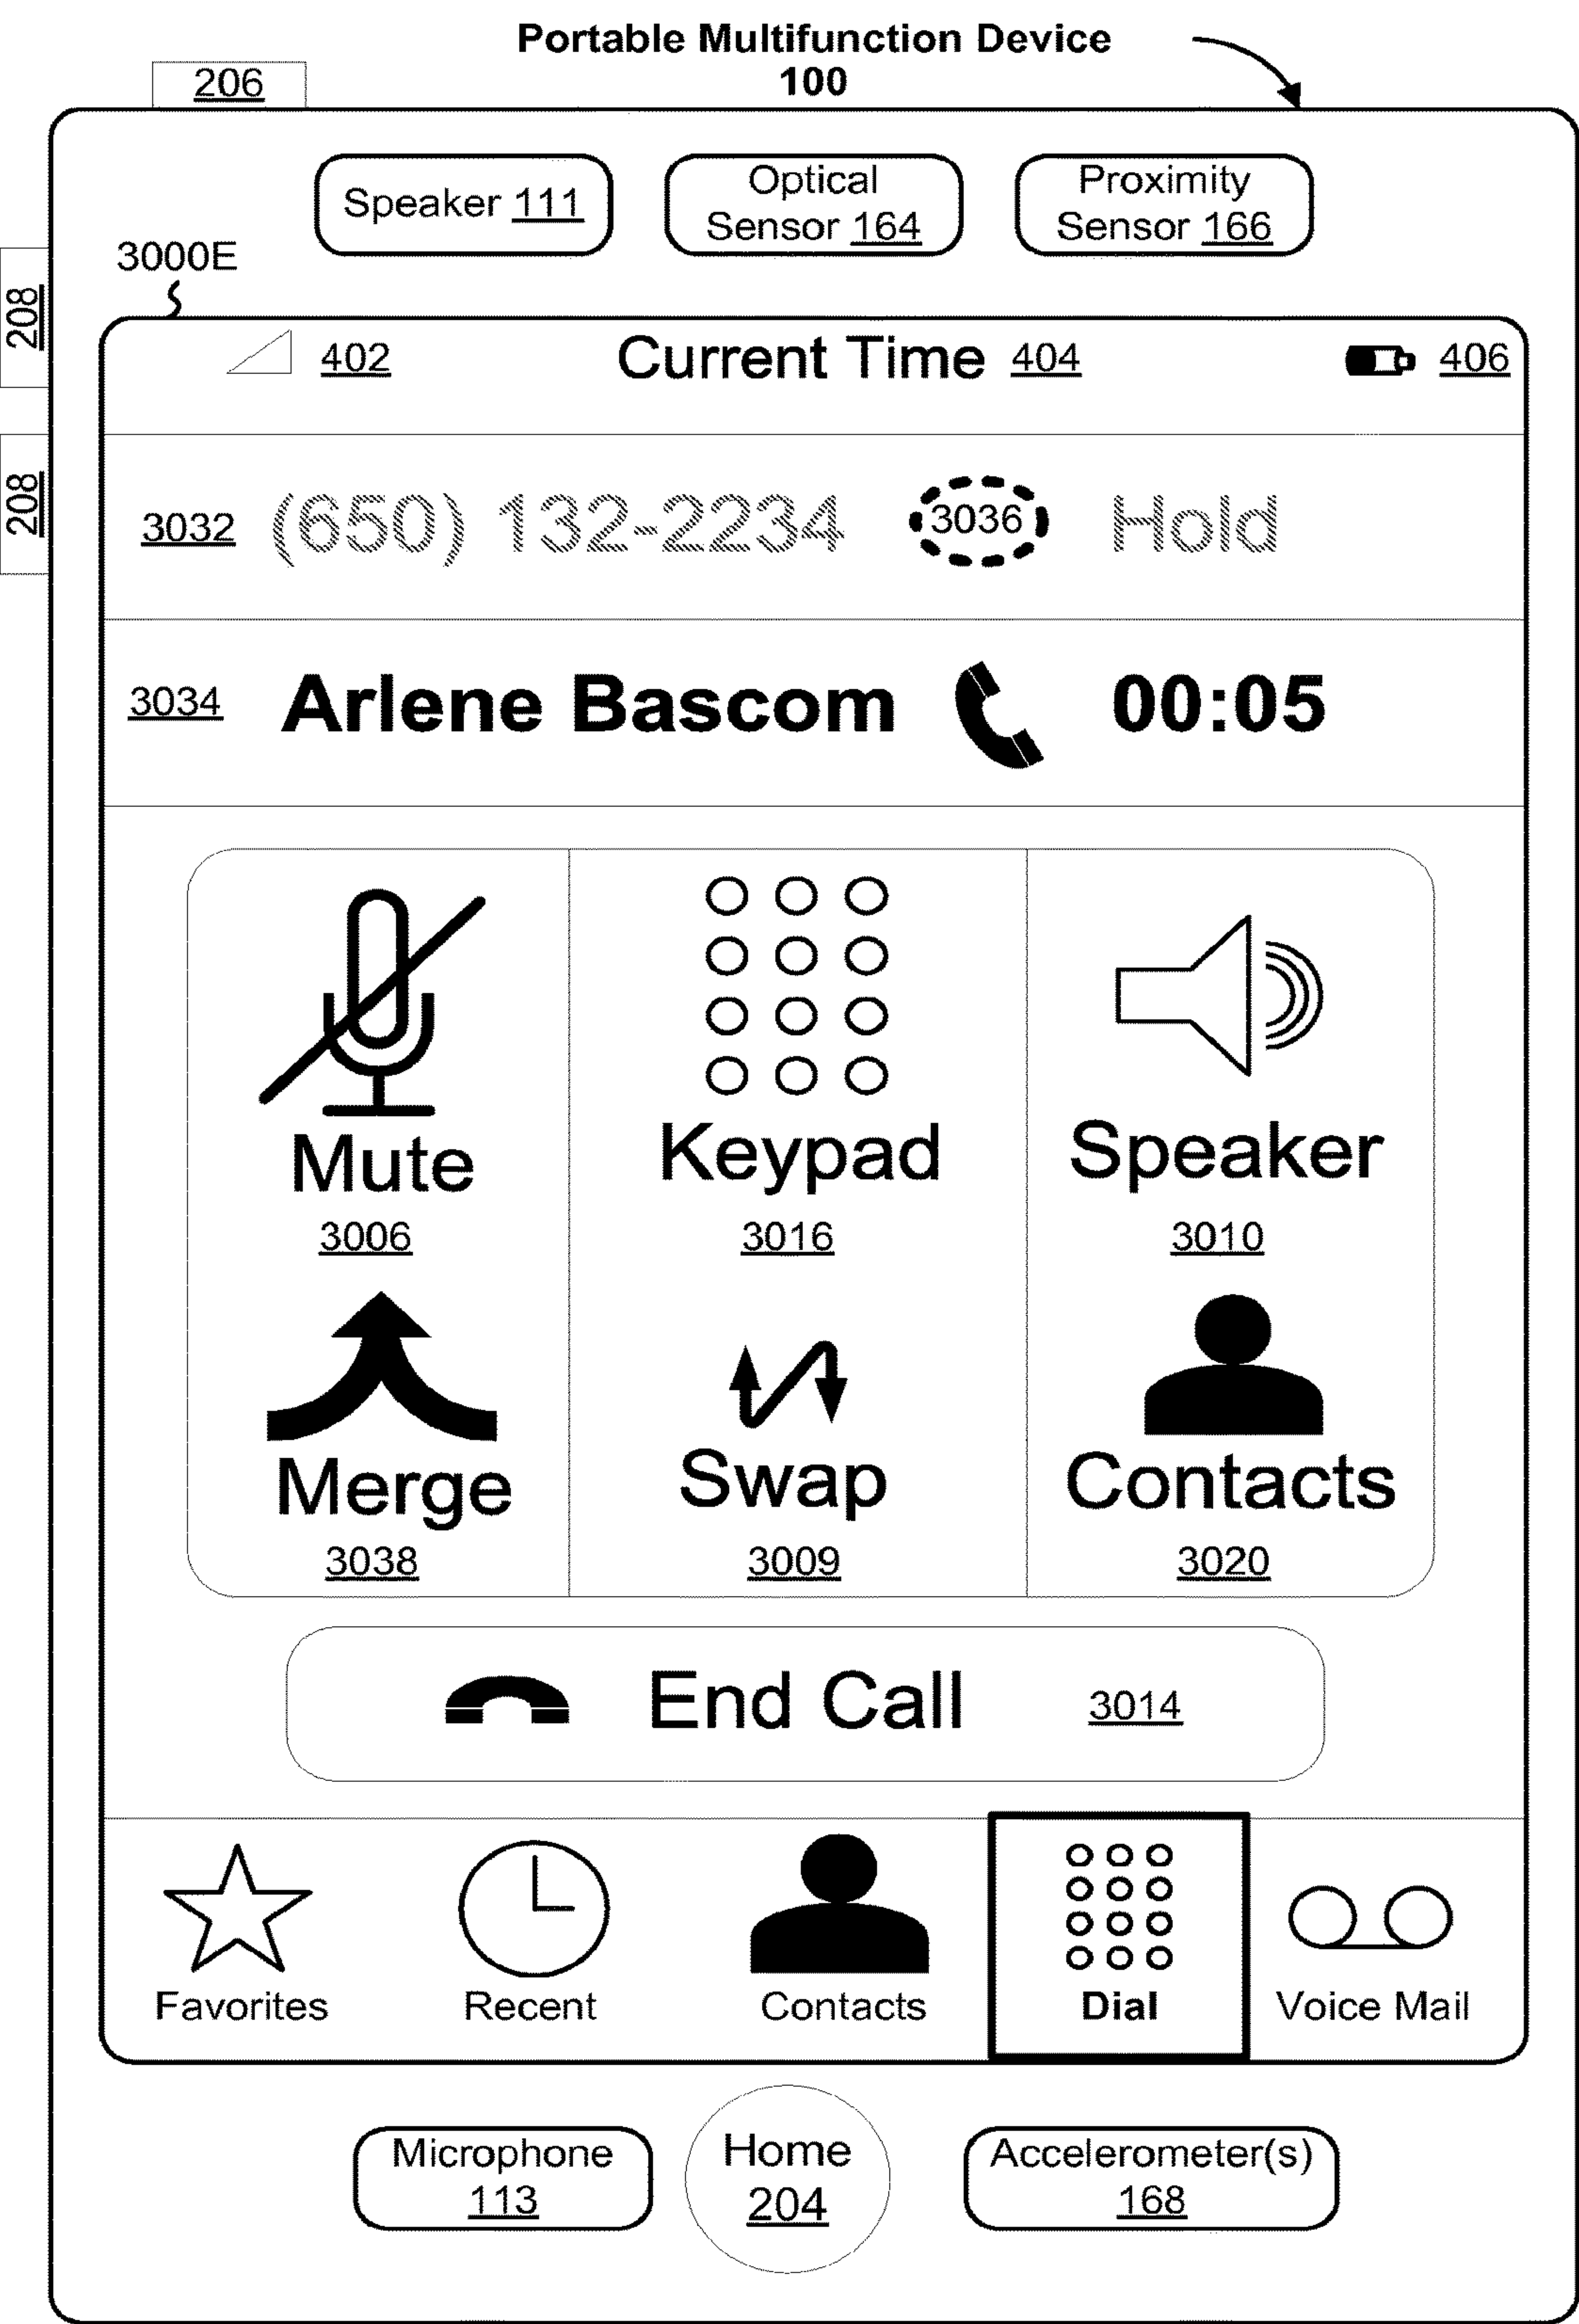 Portable Multifunction Device
100
206
Speaker 111
Optical
Sensor 164
Proximity
Sensor 166
3000E
208
208
402
Current Time 404
406
3032 (650) 132-2234 3036 Hold
3034 Arlene Bascom 00:05
Mute Keypad Speaker
3006 3016 3010
Merge Swap Contacts
3038 3009 3020
End Call 3014
Favorites Recent Contacts Dial Voice Mail
Microphone
113
Home
204
Accelerometer(s)
168